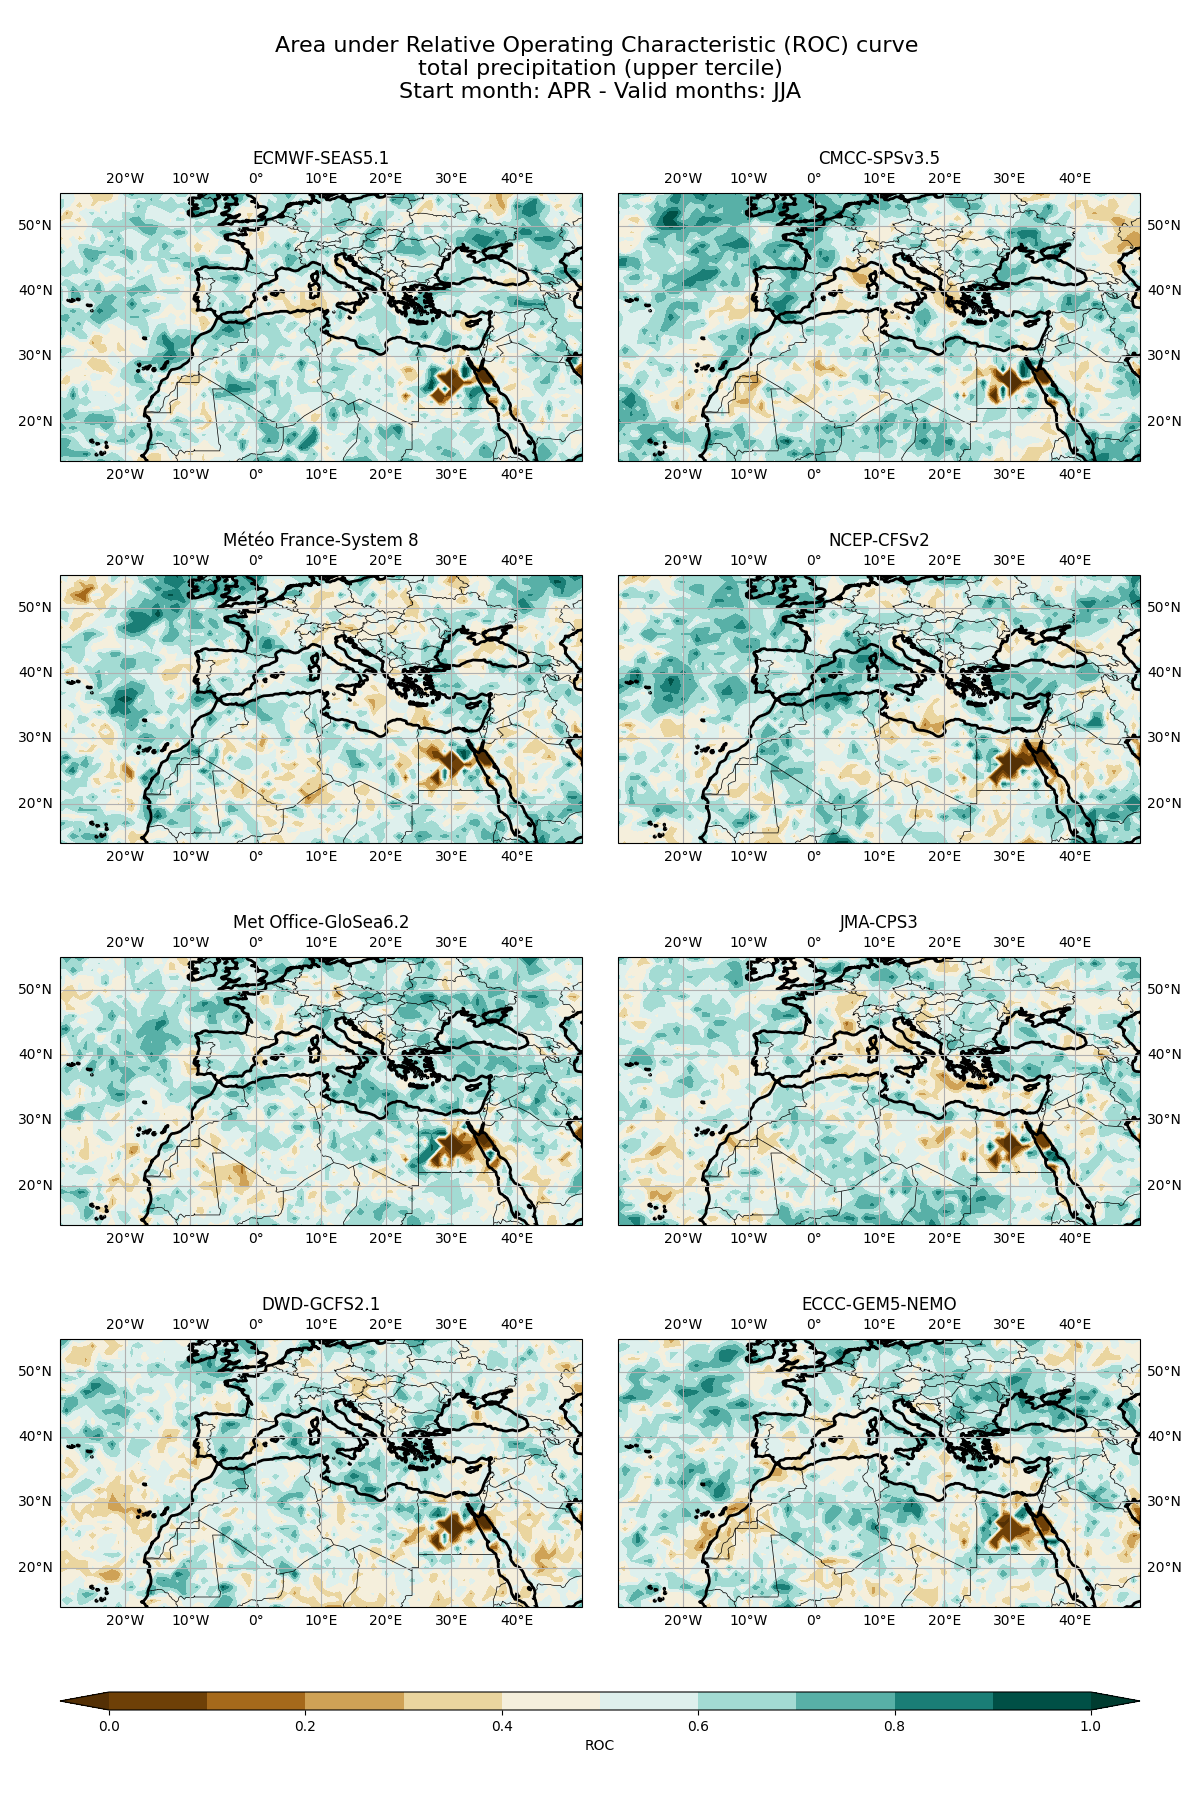 Area under Relative Operating Characteristic (ROC) curve
total precipitation (upper tercile)
Start month: APR - Valid months: JJA
ECMWF-SEAS5.1
20°W 10°W 0° 10°E 20°E 30°E 40°E
50°N
40°N
30°N
20°N
20°W 10°W 0° 10°E 20°E 30°E 40°E
CMCC-SPSv3.5
20°W 10°W 0° 10°E 20°E 30°E 40°E
50°N
40°N
30°N
20°N
20°W 10°W 0° 10°E 20°E 30°E 40°E
Météo France-System 8
20°W 10°W 0° 10°E 20°E 30°E 40°E
50°N
40°N
30°N
20°N
20°W 10°W 0° 10°E 20°E 30°E 40°E
NCEP-CFSv2
20°W 10°W 0° 10°E 20°E 30°E 40°E
50°N
40°N
30°N
20°N
20°W 10°W 0° 10°E 20°E 30°E 40°E
Met Office-GloSea6.2
20°W 10°W 0° 10°E 20°E 30°E 40°E
50°N
40°N
30°N
20°N
20°W 10°W 0° 10°E 20°E 30°E 40°E
JMA-CPS3
20°W 10°W 0° 10°E 20°E 30°E 40°E
50°N
40°N
30°N
20°N
20°W 10°W 0° 10°E 20°E 30°E 40°E
DWD-GCFS2.1
20°W 10°W 0° 10°E 20°E 30°E 40°E
50°N
40°N
30°N
20°N
20°W 10°W 0° 10°E 20°E 30°E 40°E
ECCC-GEM5-NEMO
20°W 10°W 0° 10°E 20°E 30°E 40°E
50°N
40°N
30°N
20°N
20°W 10°W 0° 10°E 20°E 30°E 40°E
0.0 0.2 0.4 0.6 0.8 1.0
ROC